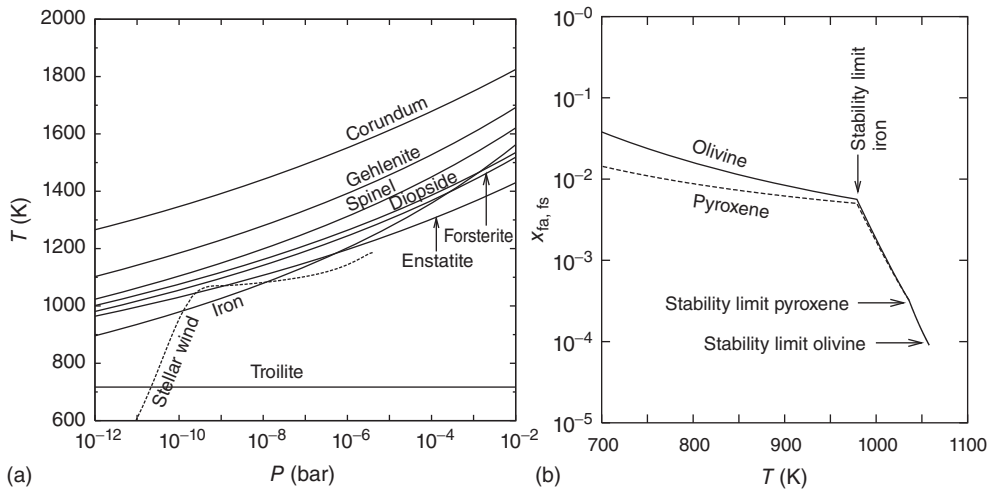 2000
1800
1600
1400
1200
1000
800
600
T (K)
10⁻¹²
10⁻¹⁰
10⁻⁸
10⁻⁶
10⁻⁴
10⁻²
P (bar)
(a)
Corundum
Gehlenite
Spinel
Diopside
Forsterite
Enstatite
Iron
Stellar wind
Troilite
10⁻⁰
10⁻¹
10⁻²
10⁻³
10⁻⁴
10⁻⁵
x_fa, fs
700
800
900
1000
1100
T (K)
(b)
Olivine
Pyroxene
Stability limit
iron
Stability limit pyroxene
Stability limit olivine